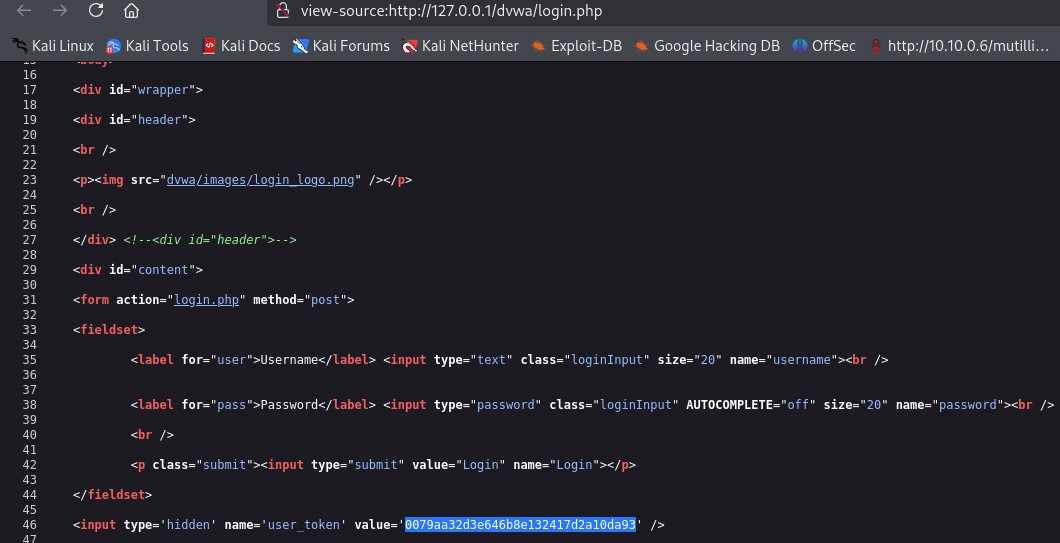 view-source:http://127.0.0.1/dvwa/login.php
Kali Linux Kali Tools Kali Docs Kali Forums Kali NetHunter Exploit-DB Google Hacking DB OffSec http://10.10.0.6/mutilli...
15 <body>
16
17 <div id="wrapper">
18
19 <div id="header">
20
21 <br />
22
23 <p><img src="dvwa/images/login_logo.png" /></p>
24
25 <br />
26
27 </div> <!--<div id="header">-->
28
29 <div id="content">
30
31 <form action="login.php" method="post">
32
33 <fieldset>
34
35 <label for="user">Username</label> <input type="text" class="loginInput" size="20" name="username"><br />
36
37
38 <label for="pass">Password</label> <input type="password" class="loginInput" AUTOCOMPLETE="off" size="20" name="password"><br />
39
40 <br />
41
42 <p class="submit"><input type="submit" value="Login" name="Login"></p>
43
44 </fieldset>
45
46 <input type='hidden' name='user_token' value='0079aa32d3e646b8e132417d2a10da93' />
47